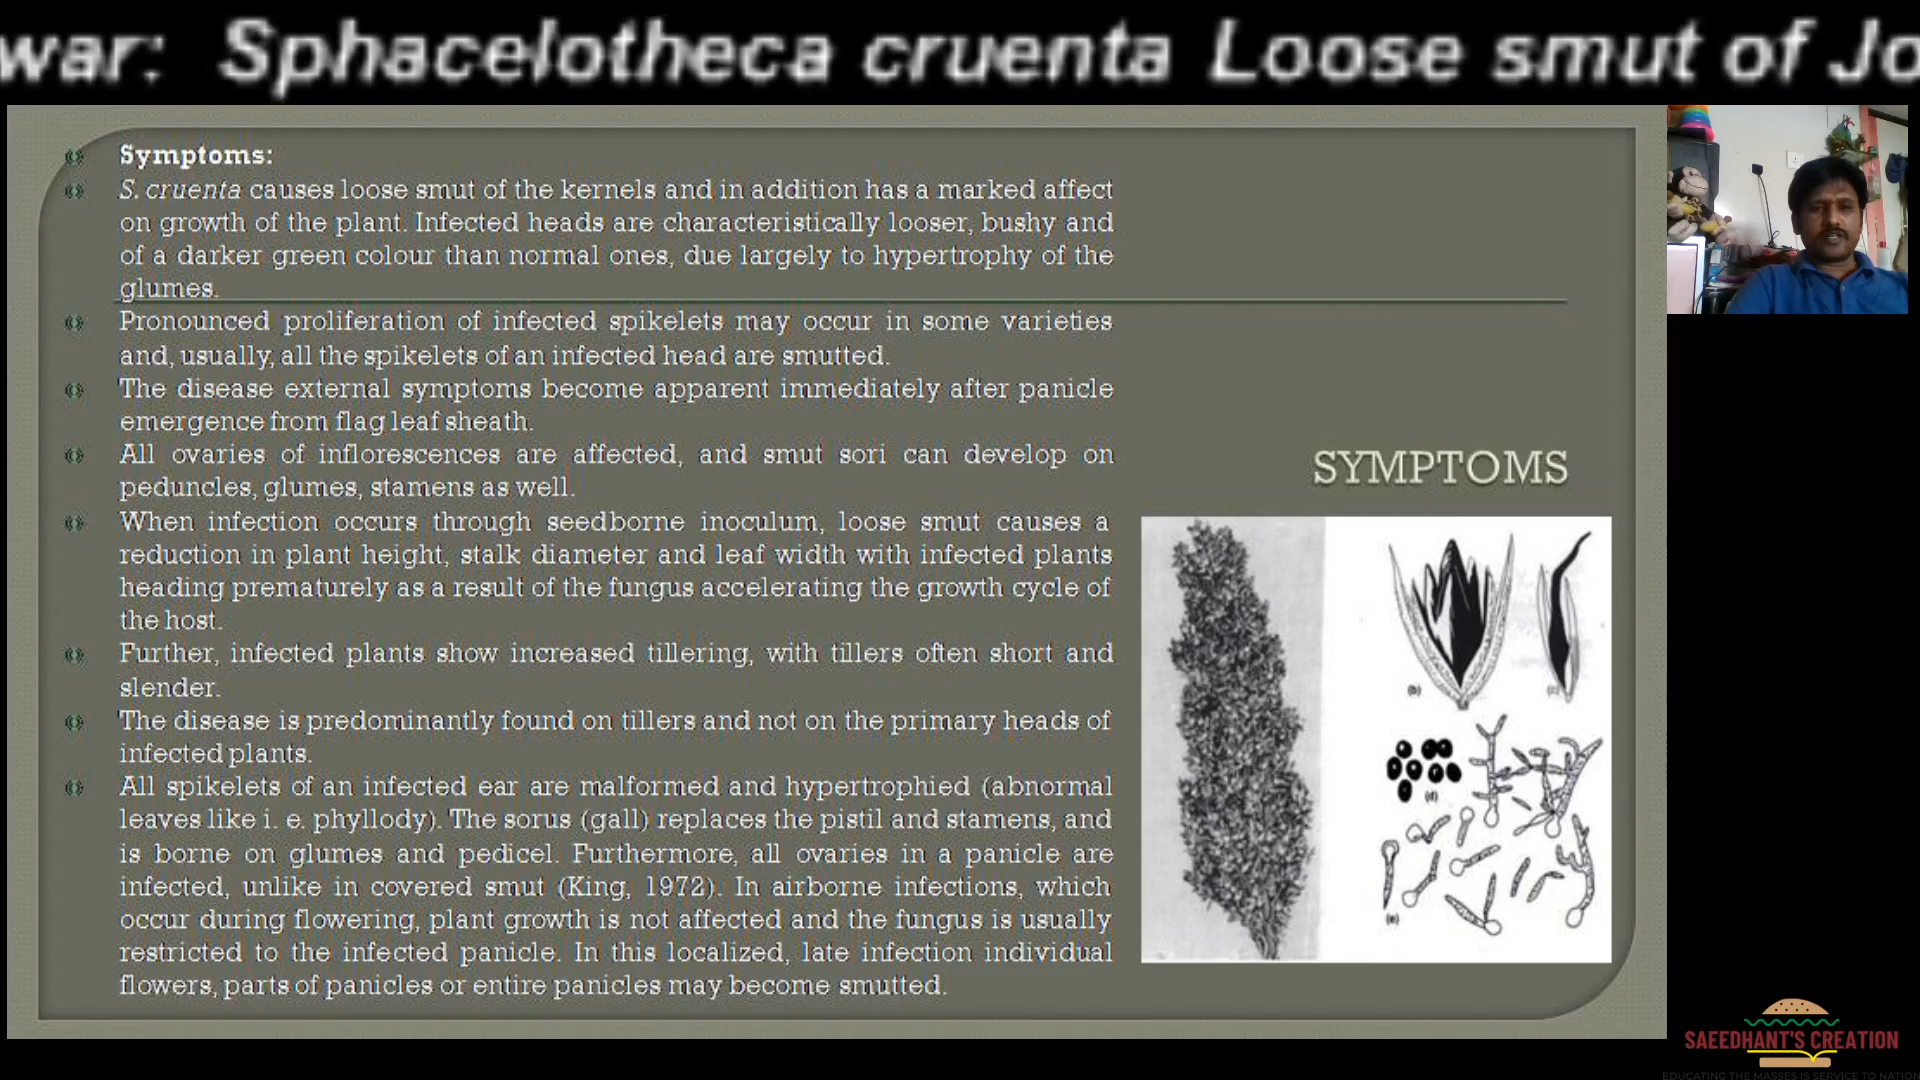 war: Sphacelotheca cruenta Loose smut of Jo
Symptoms:
S. cruenta causes loose smut of the kernels and in addition has a marked affect
on growth of the plant. Infected heads are characteristically looser, bushy and
of a darker green colour than normal ones, due largely to hypertrophy of the
glumes.
Pronounced proliferation of infected spikelets may occur in some varieties
and, usually, all the spikelets of an infected head are smutted.
The disease external symptoms become apparent immediately after panicle
emergence from flag leaf sheath.
All ovaries of inflorescences are affected, and smut sori can develop on
peduncles, glumes, stamens as well.
When infection occurs through seedborne inoculum, loose smut causes a
reduction in plant height, stalk diameter and leaf width with infected plants
heading prematurely as a result of the fungus accelerating the growth cycle of
the host.
Further, infected plants show increased tillering, with tillers often short and
slender.
The disease is predominantly found on tillers and not on the primary heads of
infected plants.
All spikelets of an infected ear are malformed and hypertrophied (abnormal
leaves like i. e. phyllody). The sorus (gall) replaces the pistil and stamens, and
is borne on glumes and pedicel. Furthermore, all ovaries in a panicle are
infected, unlike in covered smut (King, 1972). In airborne infections, which
occur during flowering, plant growth is not affected and the fungus is usually
restricted to the infected panicle. In this localized, late infection individual
flowers, parts of panicles or entire panicles may become smutted.
SYMPTOMS
(b)
(c)
(d)
(e)
SAEEDHANT'S CREATION
EDUCATING THE MASSES IS SERVICE TO NATION